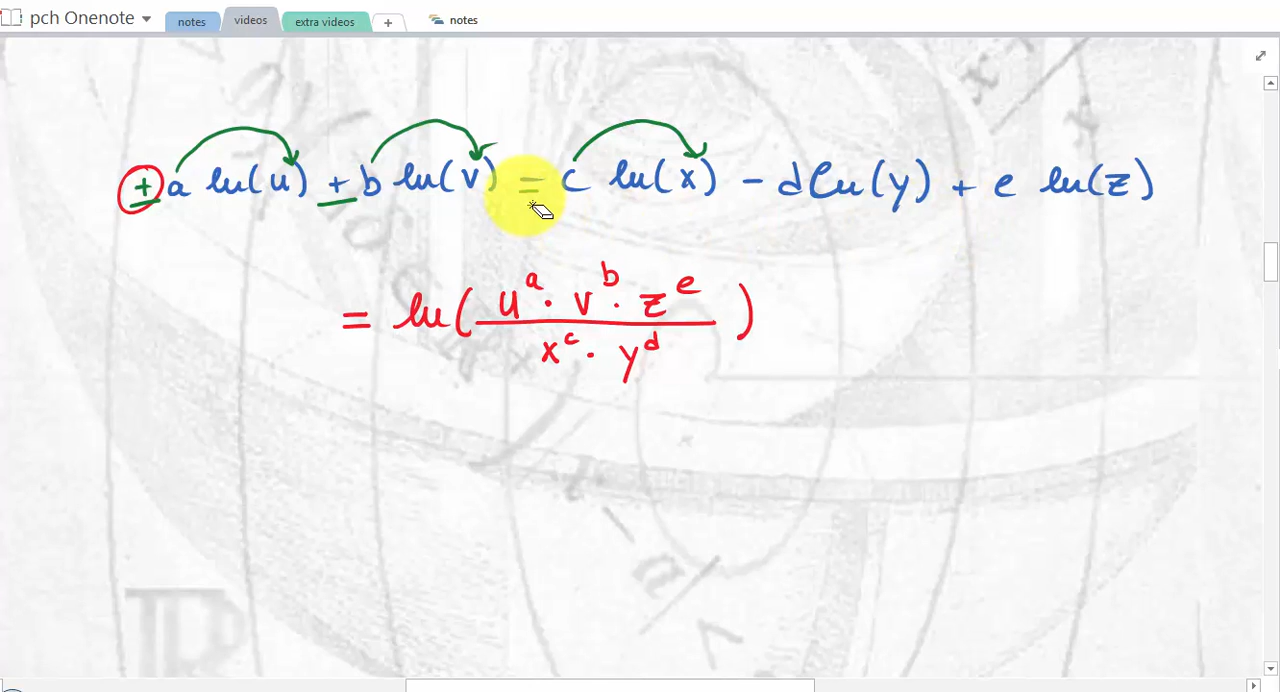 pch Onenote
notes
videos
extra videos
+
notes
+ a ln(u) + b ln(v) = c ln(x) - d ln(y) + e ln(z)
= ln( u^a · v^b · z^e / x^c · y^d )